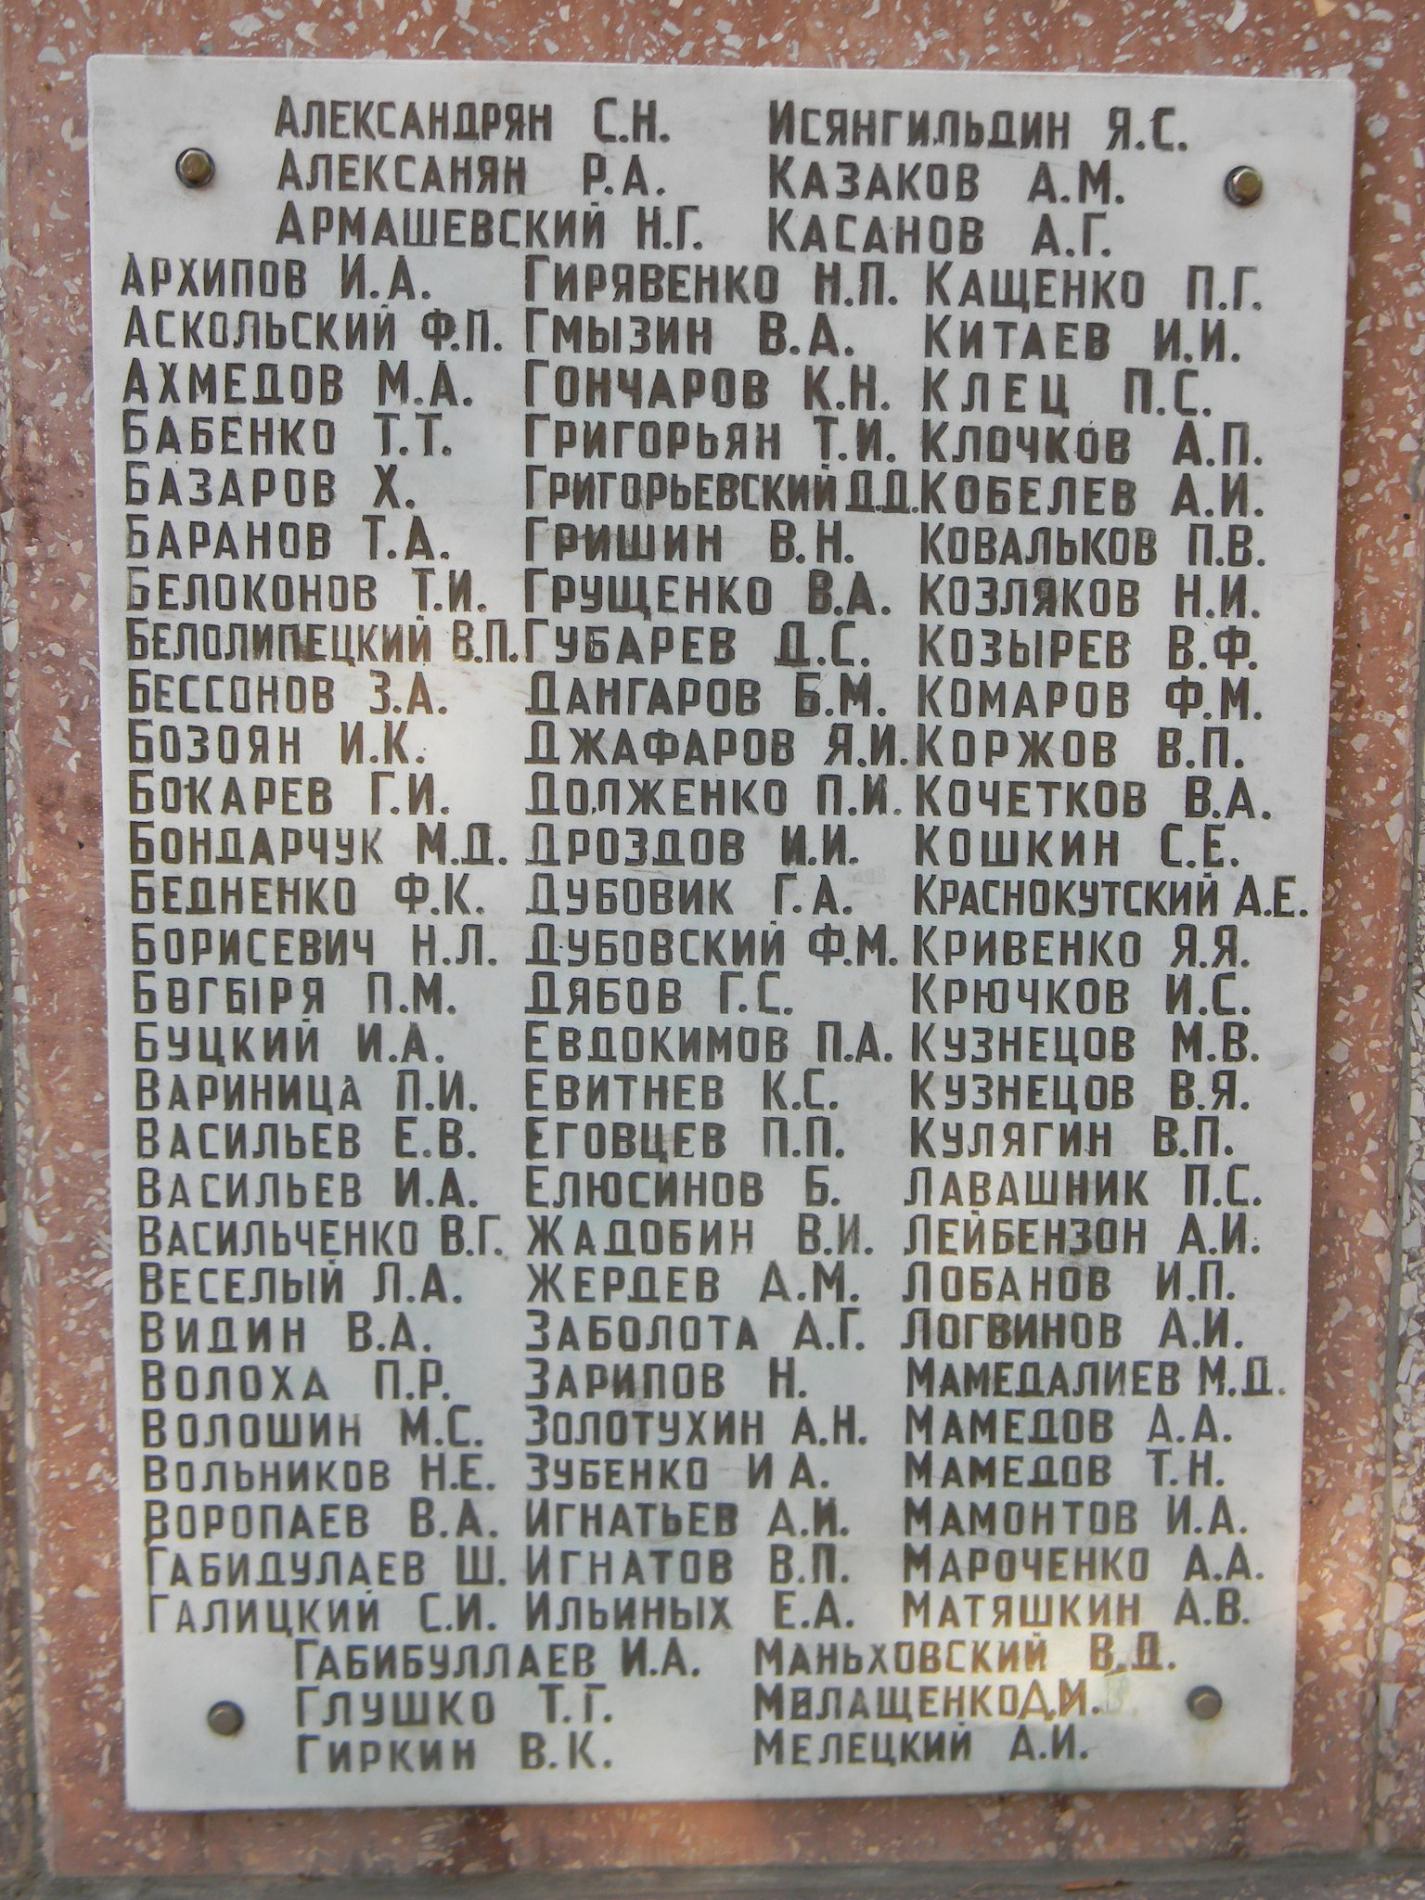 Александрян С.Н. Исянгильдин Я.С.
Алексанян Р.А. Казаков А.М.
Армашевский Н.Г. Касанов А.Г.
Архипов И.А. Гирявенко Н.П. Кащенко П.Г.
Аскольский Ф.П. Гмызин В.А. Китаев И.И.
Ахмедов М.А. Гончаров К.Н. Клец П.С.
Бабенко Т.Т. Григорьян Т.И. Клочков А.П.
Базаров Х. Григорьевский Д.Д. Кобелев А.И.
Баранов Т.А. Гришин В.Н. Ковальков П.В.
Белоконов Т.И. Грущенко В.А. Козляков Н.И.
Белолипецкий В.П. Губарев Д.С. Козырев В.Ф.
Бессонов З.А. Дангаров Б.М. Комаров Ф.М.
Бозоян И.К. Джафаров Я.И. Коржов В.П.
Бокарев Г.И. Долженко П.И. Кочетков В.А.
Бондарчук М.Д. Дроздов И.И. Кошкин С.Е.
Бедненко Ф.К. Дубовик Г.А. Краснокутский А.Е.
Борисевич Н.Л. Дубовский Ф.М. Кривенко Я.Я.
П.М. Дябов Г.С. Крючков И.С.
Буцкий И.А. Евдокимов П.А. Кузнецов М.В.
Вариница П.И. Евитнев К.С. Кузнецов В.Я.
Васильев Е.В. Еговцев П.П. Кулягин В.П.
Васильев И.А. Елюсинов Б. Лавашник П.С.
Васильченко В.Г. Жадобин В.И. Лейбензон А.И.
Веселый Л.А. Жердев А.М. Лобанов И.П.
Видин В.А. Заболота А.Г. Логвинов А.И.
Волоха П.Р. Зарипов Н. Мамедалиев М.Д.
Волошин М.С. Золотухин А.Н. Мамедов А.А.
Вольников Н.Е. Зубенко И А. Мамедов Т.Н.
Воропаев В.А. Игнатьев А.И. Мамонтов И.А.
Габидулаев Ш. Игнатов В.П. Мароченко А.А.
Галицкий С.И. Ильиных Е.А. Матяшкин А.В.
Габибуллаев И.А. Маньховский В.Д.
Глушко Т.Г.
Гиркин В.К. Мелецкий А.И.